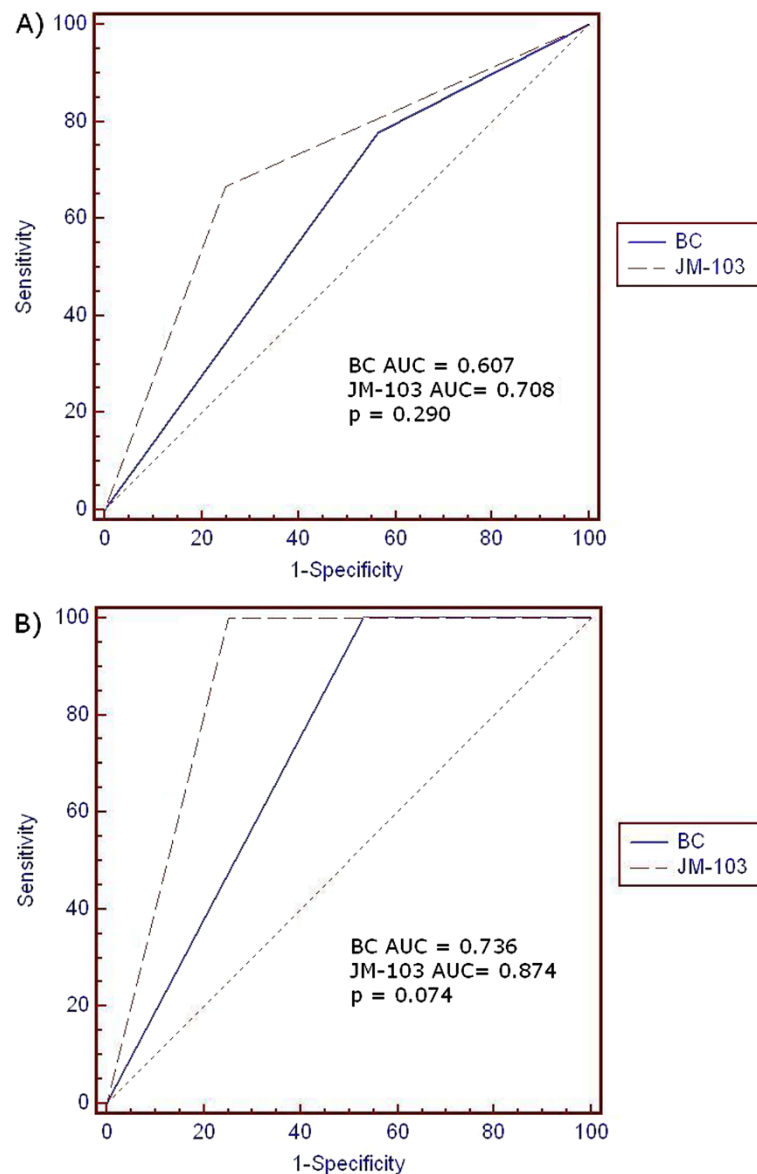 A)
100
80
60
40
20
0
Sensitivity
BC AUC = 0.607
JM-103 AUC= 0.708
p = 0.290
0 20 40 60 80 100
1-Specificity
BC
JM-103
B)
100
80
60
40
20
0
Sensitivity
BC AUC = 0.736
JM-103 AUC= 0.874
p = 0.074
0 20 40 60 80 100
1-Specificity
BC
JM-103